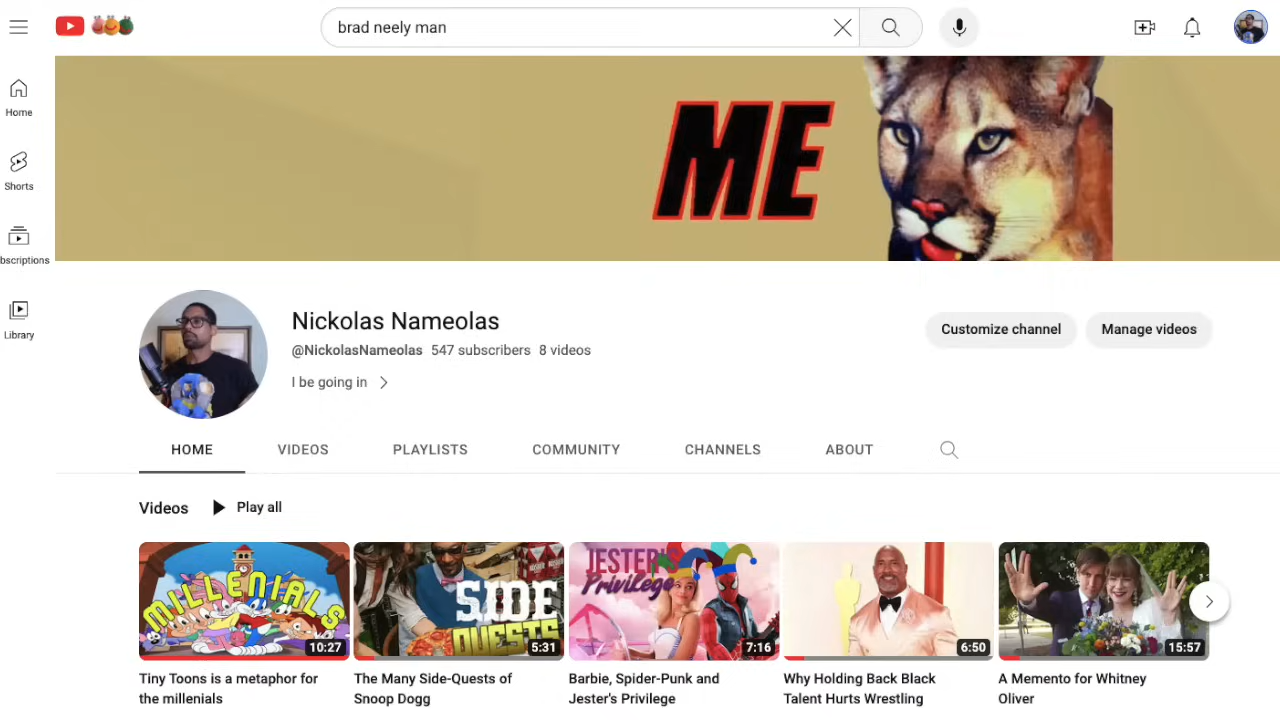 brad neely man
ME
Home
Shorts
bscriptions
Library
Nickolas Nameolas
@NickolasNameolas 547 subscribers 8 videos
I be going in
Customize channel
Manage videos
HOME VIDEOS PLAYLISTS COMMUNITY CHANNELS ABOUT
Videos Play all
MILLENIALS
10:27
SIDE
QUESTS
5:31
JESTER'S
Privilege
7:16
6:50
15:57
Tiny Toons is a metaphor for
the millenials
The Many Side-Quests of
Snoop Dogg
Barbie, Spider-Punk and
Jester's Privilege
Why Holding Back Black
Talent Hurts Wrestling
A Memento for Whitney
Oliver